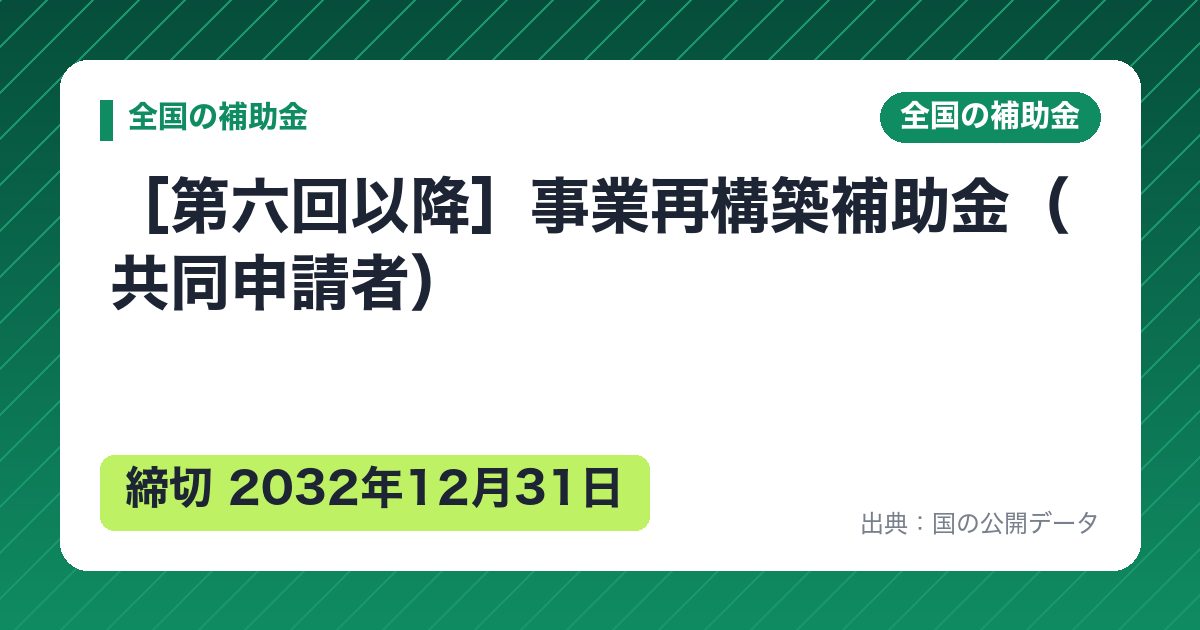 全国の補助金
全国の補助金
［第六回以降］事業再構築補助金（
共同申請者）
締切 2032年12月31日
出典：国の公開データ